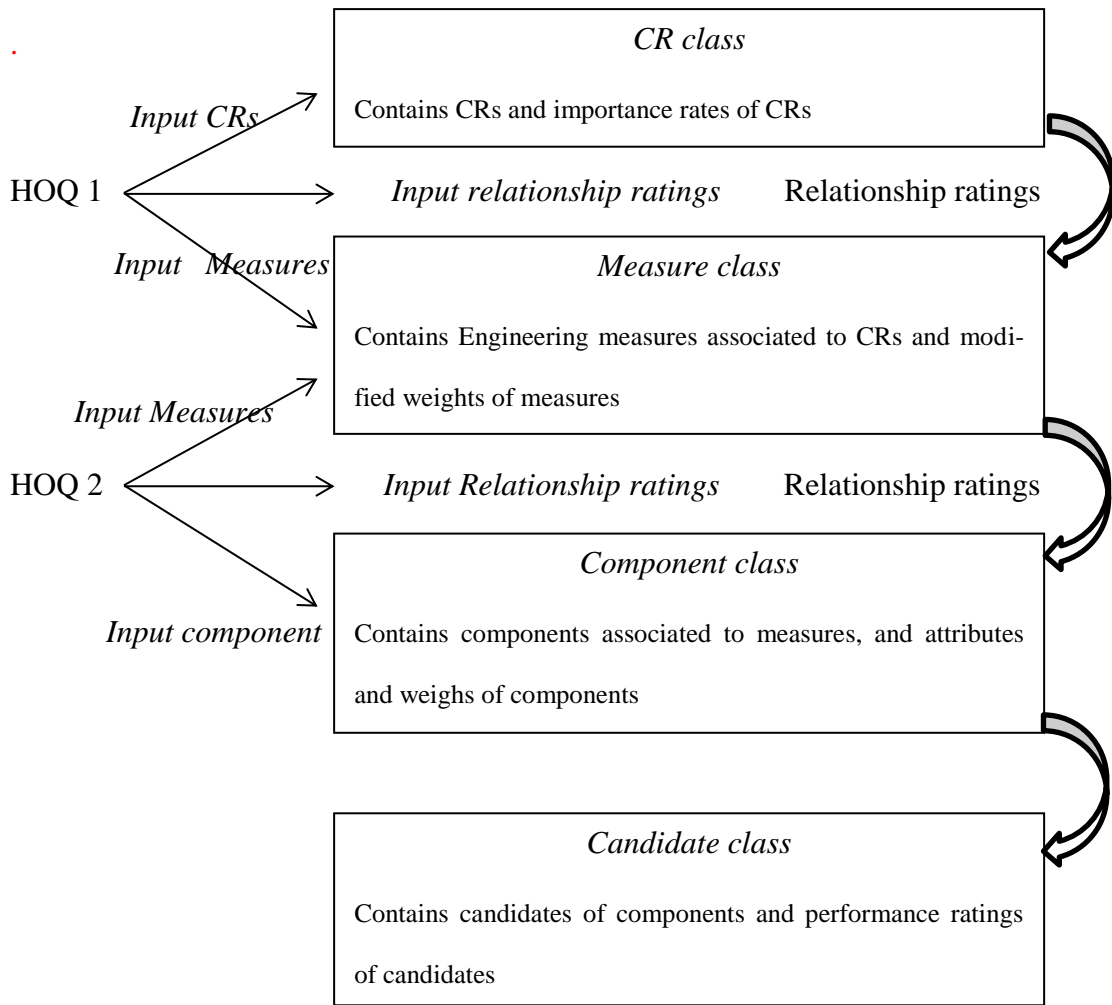 .
CR class
Contains CRs and importance rates of CRs
Input CRs
HOQ 1
Input relationship ratings Relationship ratings
Input Measures
Measure class
Contains Engineering measures associated to CRs and modi-
fied weights of measures
Input Measures
HOQ 2
Input Relationship ratings Relationship ratings
Component class
Input component
Contains components associated to measures, and attributes
and weighs of components
Candidate class
Contains candidates of components and performance ratings
of candidates